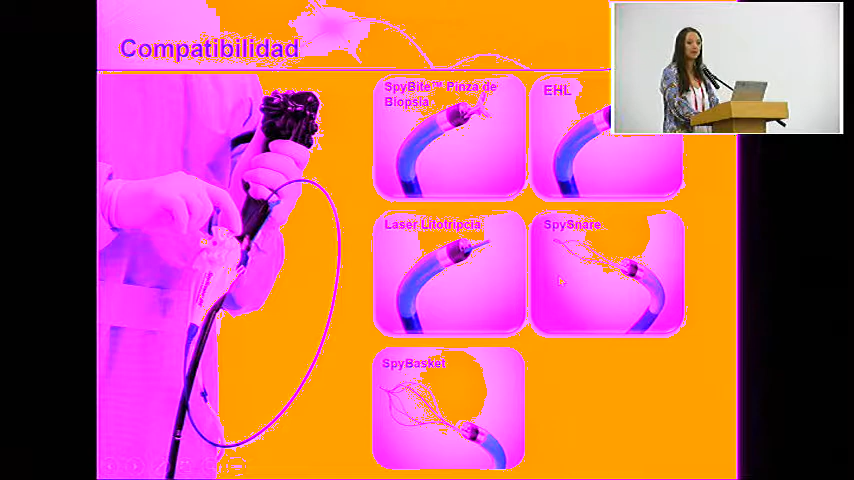 Compatibilidad
SpyBite™ Pinza de
Biopsia
EHL
Laser Litotripcia
SpySnare
SpyBasket